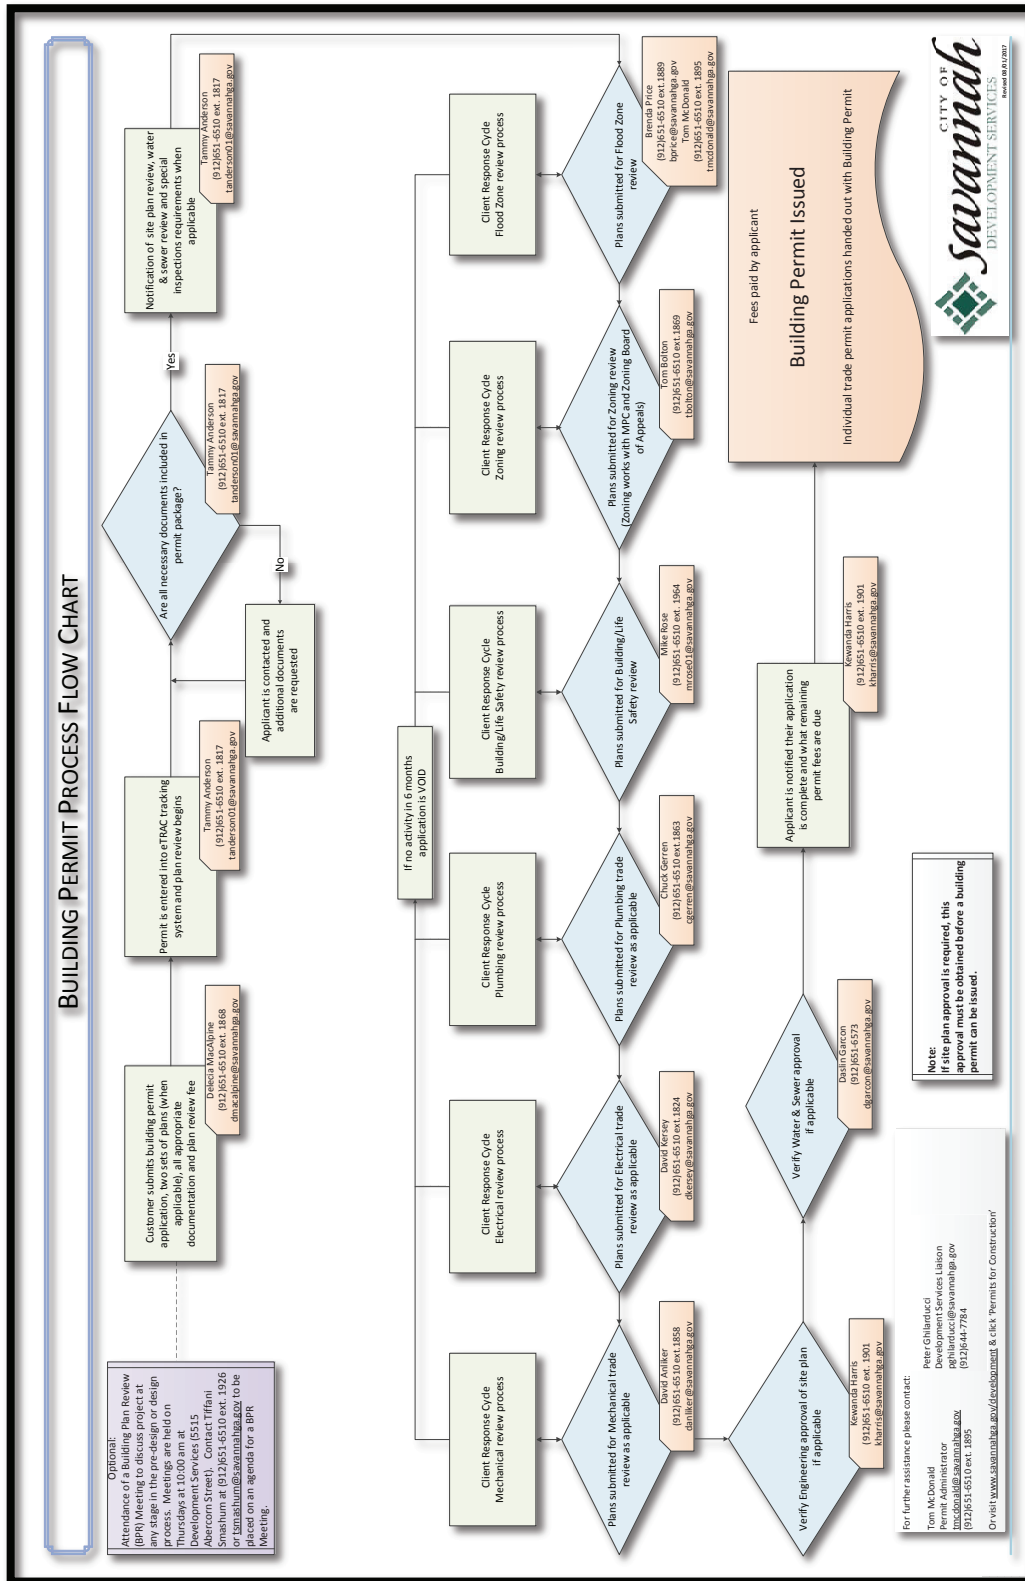 BUILDING PERMIT PROCESS FLOW CHART
Optional:
Attendance of a Building Plan Review
(BPR) Meeting to discuss project at
any stage in the pre-design or design
process. Meetings are held on
Thursdays at 10:00 am at
Development Services (5515
Abercorn Street). Contact Tiffani
Smashum at (912)651-6510 ext. 1926
or tsmashum@savannahga.gov to be
placed on an agenda for a BPR
Meeting.
Customer submits building permit
application, two sets of plans (when
applicable), all appropriate
documentation and plan review fee
Delecia MacAlpine
(912)651-6510 ext. 1868
dmacalpine@savannahga.gov
Permit is entered into eTRAC tracking
system and plan review begins
Tammy Anderson
(912)651-6510 ext. 1817
tanderson01@savannahga.gov
Applicant is contacted and
additional documents
are requested
No
Are all necessary documents included in
permit package?
Tammy Anderson
(912)651-6510 ext. 1817
tanderson01@savannahga.gov
Yes
Notification of site plan review, water
& sewer review and special
inspections requirements when
applicable
Tammy Anderson
(912)651-6510 ext. 1817
tanderson01@savannahga.gov
If no activity in 6 months
application is VOID
Client Response Cycle
Mechanical review process
Client Response Cycle
Electrical review process
Client Response Cycle
Plumbing review process
Client Response Cycle
Building/Life Safety review process
Client Response Cycle
Zoning review process
Client Response Cycle
Flood Zone review process
Plans submitted for Mechanical trade
review as applicable
David Anliker
(912)651-6510 ext.1858
danliker@savannahga.gov
Plans submitted for Electrical trade
review as applicable
David Kersey
(912)651-6510 ext.1824
dkersey@savannahga.gov
Plans submitted for Plumbing trade
review as applicable
Chuck Gerren
(912)651-6510 ext.1863
cgerren@savannahga.gov
Plans submitted for Building/Life
Safety review
Mike Rose
(912)651-6510 ext. 1964
mrose01@savannahga.gov
Plans submitted for Zoning review
(Zoning works with MPC and Zoning Board
of Appeals)
Tom Bolton
(912)651-6510 ext.1869
tbolton@savannahga.gov
Plans submitted for Flood Zone
review
Brenda Price
(912)651-6510 ext.1889
bprice@savannahga.gov
Tom McDonald
(912)651-6510 ext. 1895
tmcdonald@savannahga.gov
Verify Engineering approval of site plan
if applicable
Kewanda Harris
(912)651-6510 ext. 1901
kharris@savannahga.gov
Verify Water & Sewer approval
if applicable
Daslin Garcon
(912)651-6573
dgarcon@savannahga.gov
Applicant is notified their application
is complete and what remaining
permit fees are due
Kewanda Harris
(912)651-6510 ext. 1901
kharris@savannahga.gov
Fees paid by applicant
Building Permit Issued
Individual trade permit applications handed out with Building Permit
For further assistance please contact:
Tom McDonald
Permit Administrator
tmcdonald@savannahga.gov
(912)651-6510 ext. 1895
Peter Ghilarducci
Development Services Liaison
pghilarducci@savannahga.gov
(912)644-7784
Or visit www.savannahga.gov/development & click 'Permits for Construction'
Note:
If site plan approval is required, this
approval must be obtained before a building
permit can be issued.
CITY OF
Savannah
DEVELOPMENT SERVICES
Revised 08/01/2017